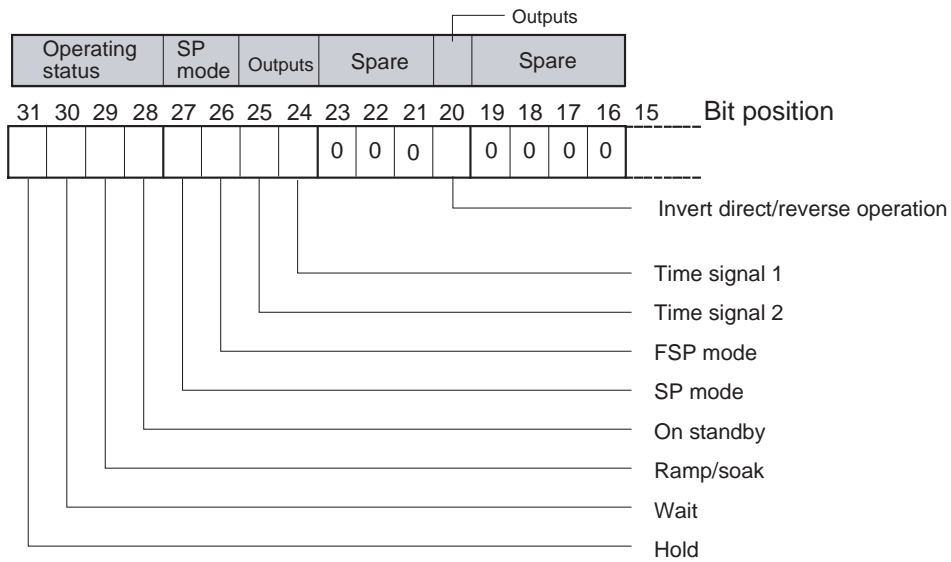 Outputs
Operating status SP mode Outputs Spare Spare
31 30 29 28 27 26 25 24 23 22 21 20 19 18 17 16 15 Bit position
0 0 0 0 0 0 0
Invert direct/reverse operation
Time signal 1
Time signal 2
FSP mode
SP mode
On standby
Ramp/soak
Wait
Hold